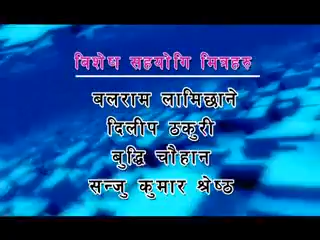 विशेष सहयोगि मित्रहरु
बलराम लामिछाने
दिलीप ठकुरी
बुद्धि चौहान
सन्जु कुमार श्रेष्ठ